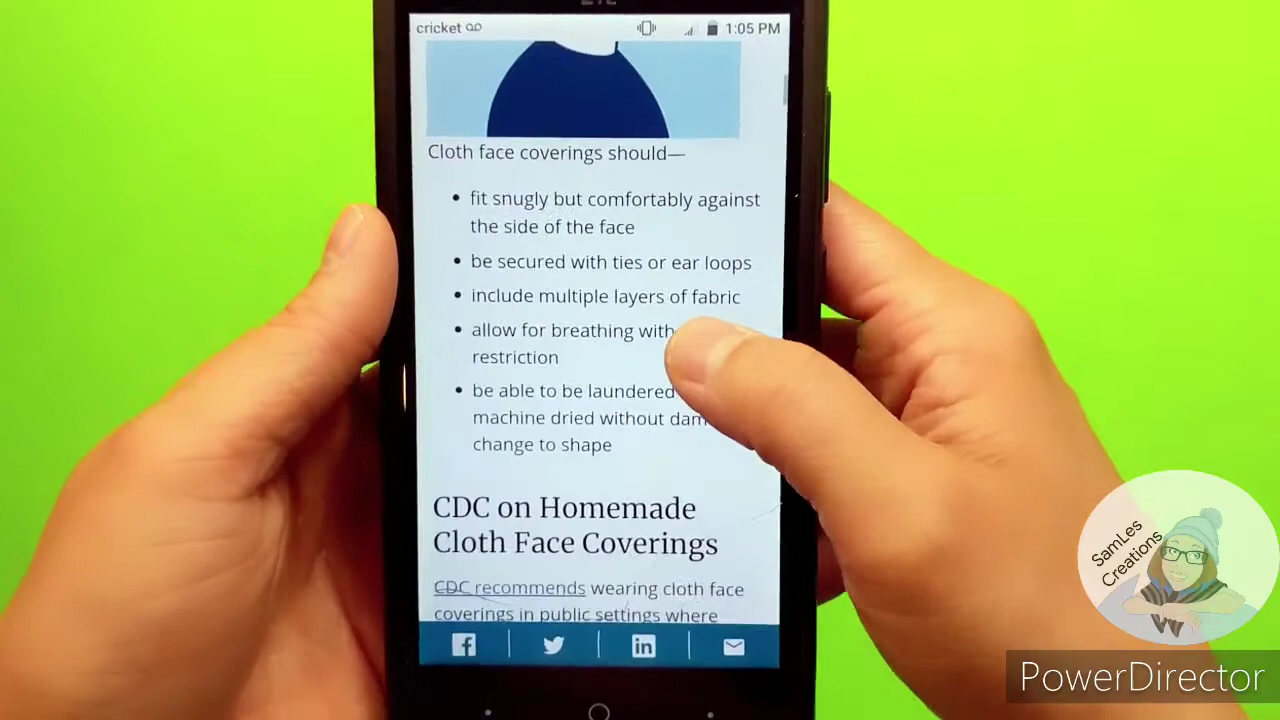 ZTE
cricket
1:05 PM
Cloth face coverings should—
• fit snugly but comfortably against
the side of the face
• be secured with ties or ear loops
• include multiple layers of fabric
• allow for breathing with
restriction
• be able to be laundered
machine dried without dam
change to shape
CDC on Homemade
Cloth Face Coverings
CDC recommends wearing cloth face
coverings in public settings where
SamLes
Creations
PowerDirector